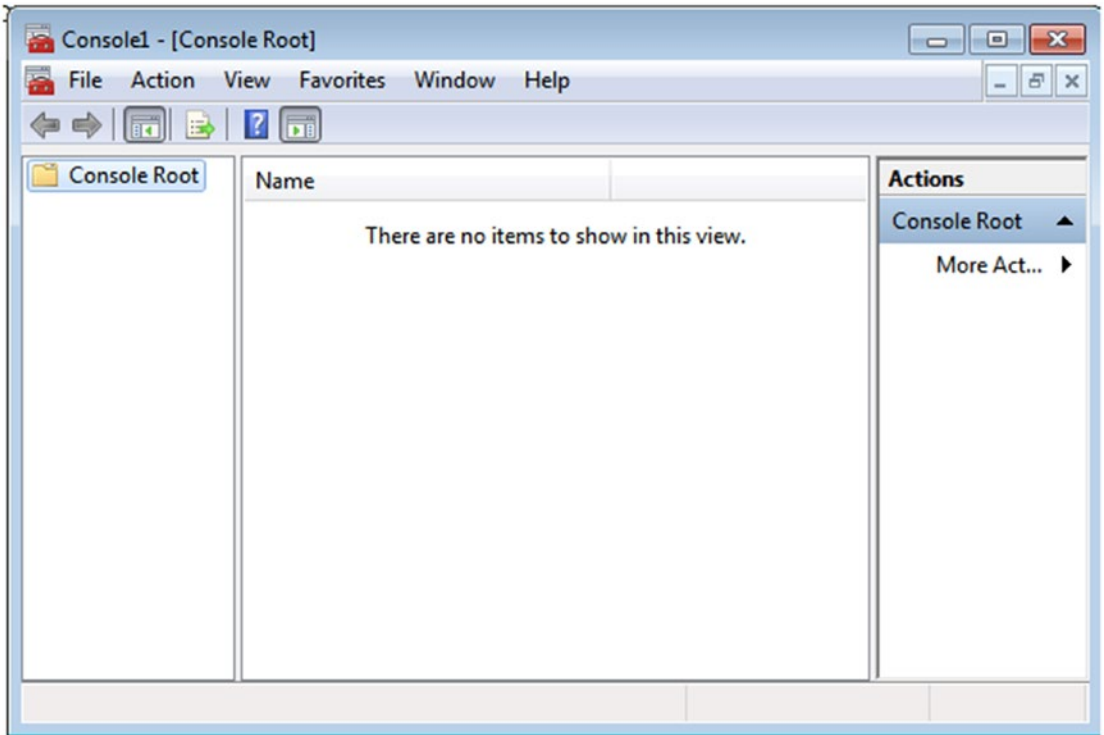 Console1 - [Console Root]
File Action View Favorites Window Help
Console Root
Name
There are no items to show in this view.
Actions
Console Root
More Act...